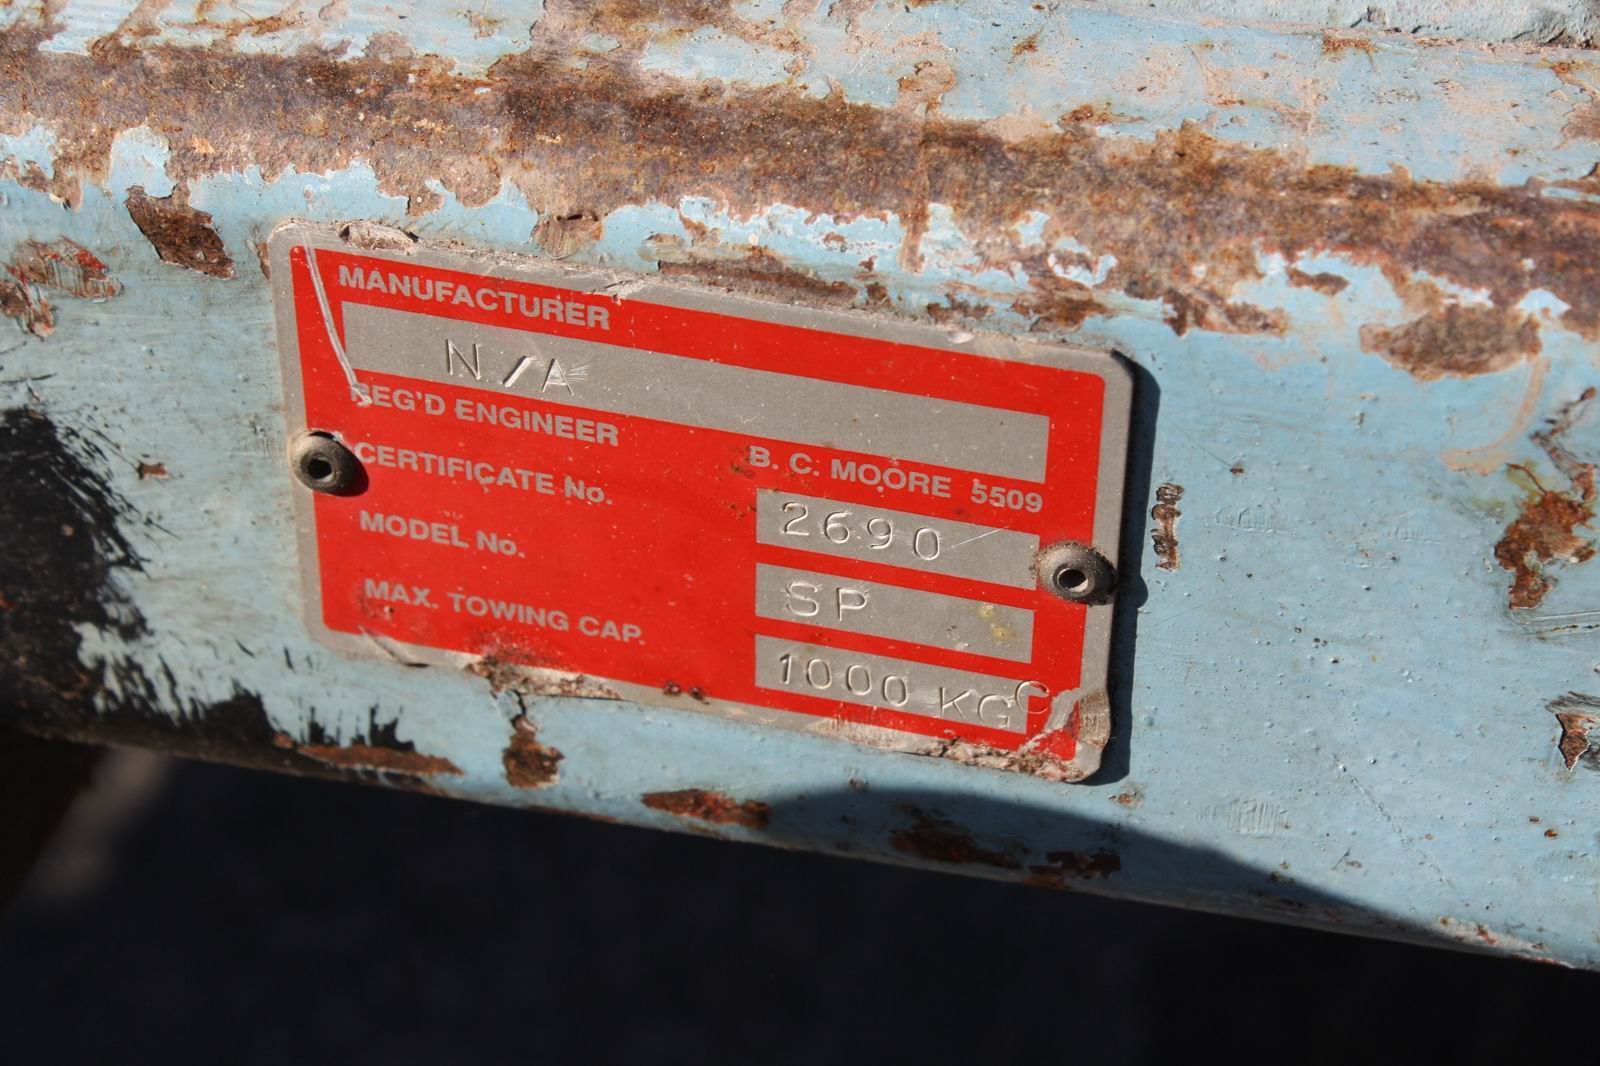 MANUFACTURER
N/A
REG'D ENGINEER B. C. MOORE 5509
CERTIFICATE No. 2690
MODEL No. SP
MAX. TOWING CAP. 1000 KG C